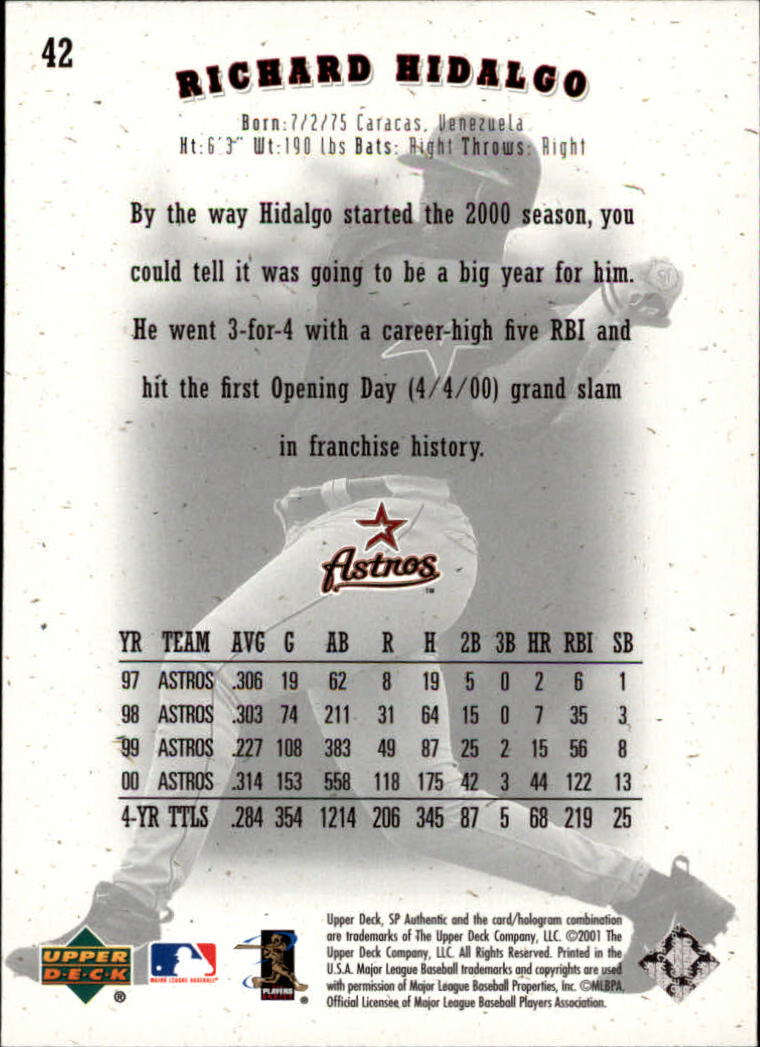 42
RICHARD HIDALGO
Born:7/2/75 Caracas, Venezuela
Ht:6'3" Wt:190 lbs Bats: Right Throws: Right
By the way Hidalgo started the 2000 season, you
could tell it was going to be a big year for him.
He went 3-for-4 with a career-high five RBI and
hit the first Opening Day (4/4/00) grand slam
in franchise history.
Astros
TM
YR TEAM AVG G AB R H 2B 3B HR RBI SB
97 ASTROS .306 19 62 8 19 5 0 2 6 1
98 ASTROS .303 74 211 31 64 15 0 7 35 3
99 ASTROS .227 108 383 49 87 25 2 15 56 8
00 ASTROS .314 153 558 118 175 42 3 44 122 13
4-YR TTLS .284 354 1214 206 345 87 5 68 219 25
UPPER
D·E·C·K
®
MAJOR LEAGUE BASEBALL
PLAYERS
CHOICE
®
Upper Deck, SP Authentic and the card/hologram combination
are trademarks of The Upper Deck Company, LLC. ©2001 The
Upper Deck Company, LLC. All Rights Reserved. Printed in the
U.S.A. Major League Baseball trademarks and copyrights are used
with permission of Major League Baseball Properties, Inc. ©MLBPA
Official Licensee of Major League Baseball Players Association.